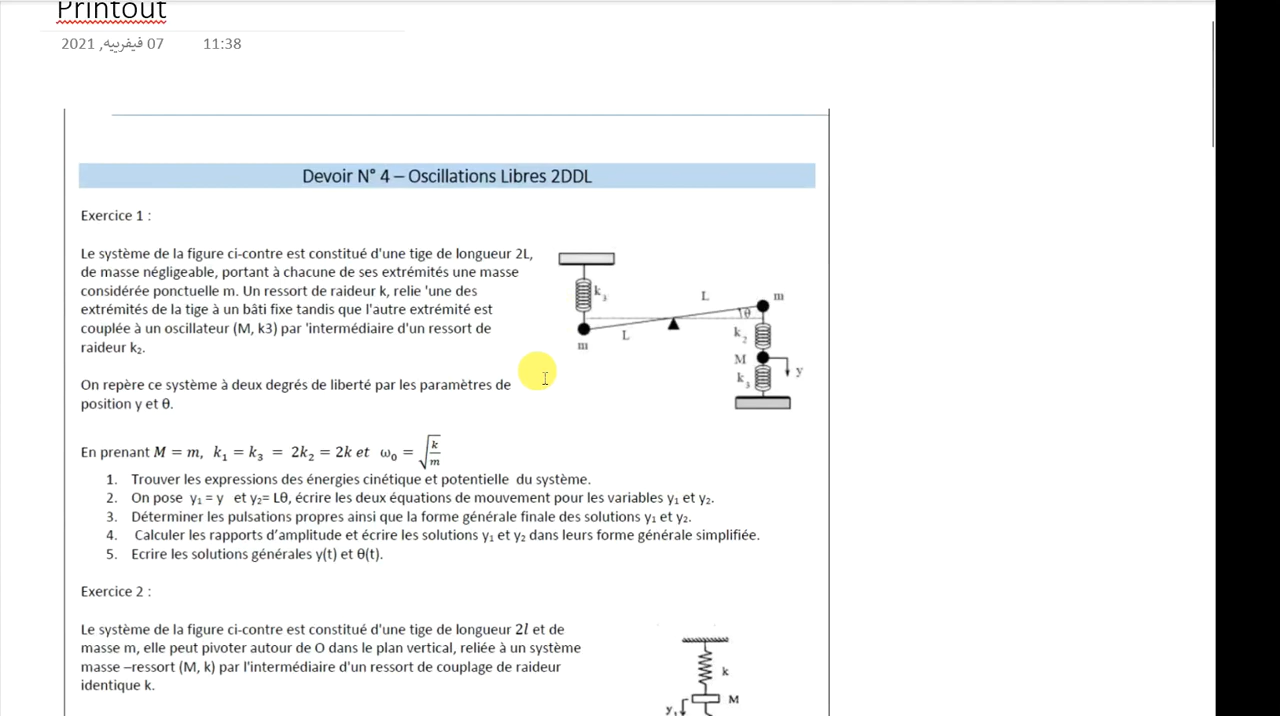 Printout
07 فيفرييه, 2021 11:38
Devoir N° 4 – Oscillations Libres 2DDL
Exercice 1 :
Le système de la figure ci-contre est constitué d'une tige de longueur 2L,
de masse négligeable, portant à chacune de ses extrémités une masse
considérée ponctuelle m. Un ressort de raideur k, relie 'une des
extrémités de la tige à un bâti fixe tandis que l'autre extrémité est
couplée à un oscillateur (M, k3) par 'intermédiaire d'un ressort de
raideur k₂.
k₃
m
L
L
θ
m
k₂
M
y
k₃
On repère ce système à deux degrés de liberté par les paramètres de
position y et θ.
En prenant M = m, k₁ = k₃ = 2k₂ = 2k et ω₀ = √(k/m)
1. Trouver les expressions des énergies cinétique et potentielle du système.
2. On pose y₁ = y et y₂= Lθ, écrire les deux équations de mouvement pour les variables y₁ et y₂.
3. Déterminer les pulsations propres ainsi que la forme générale finale des solutions y₁ et y₂.
4. Calculer les rapports d'amplitude et écrire les solutions y₁ et y₂ dans leurs forme générale simplifiée.
5. Ecrire les solutions générales y(t) et θ(t).
Exercice 2 :
Le système de la figure ci-contre est constitué d'une tige de longueur 2l et de
masse m, elle peut pivoter autour de O dans le plan vertical, reliée à un système
masse –ressort (M, k) par l'intermédiaire d'un ressort de couplage de raideur
identique k.
k
M
y₁